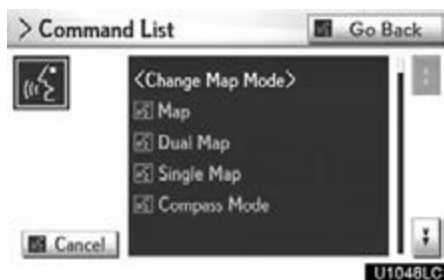 > Command List
Go Back
<Change Map Mode>
Map
Dual Map
Single Map
Compass Mode
Cancel
U1048LC